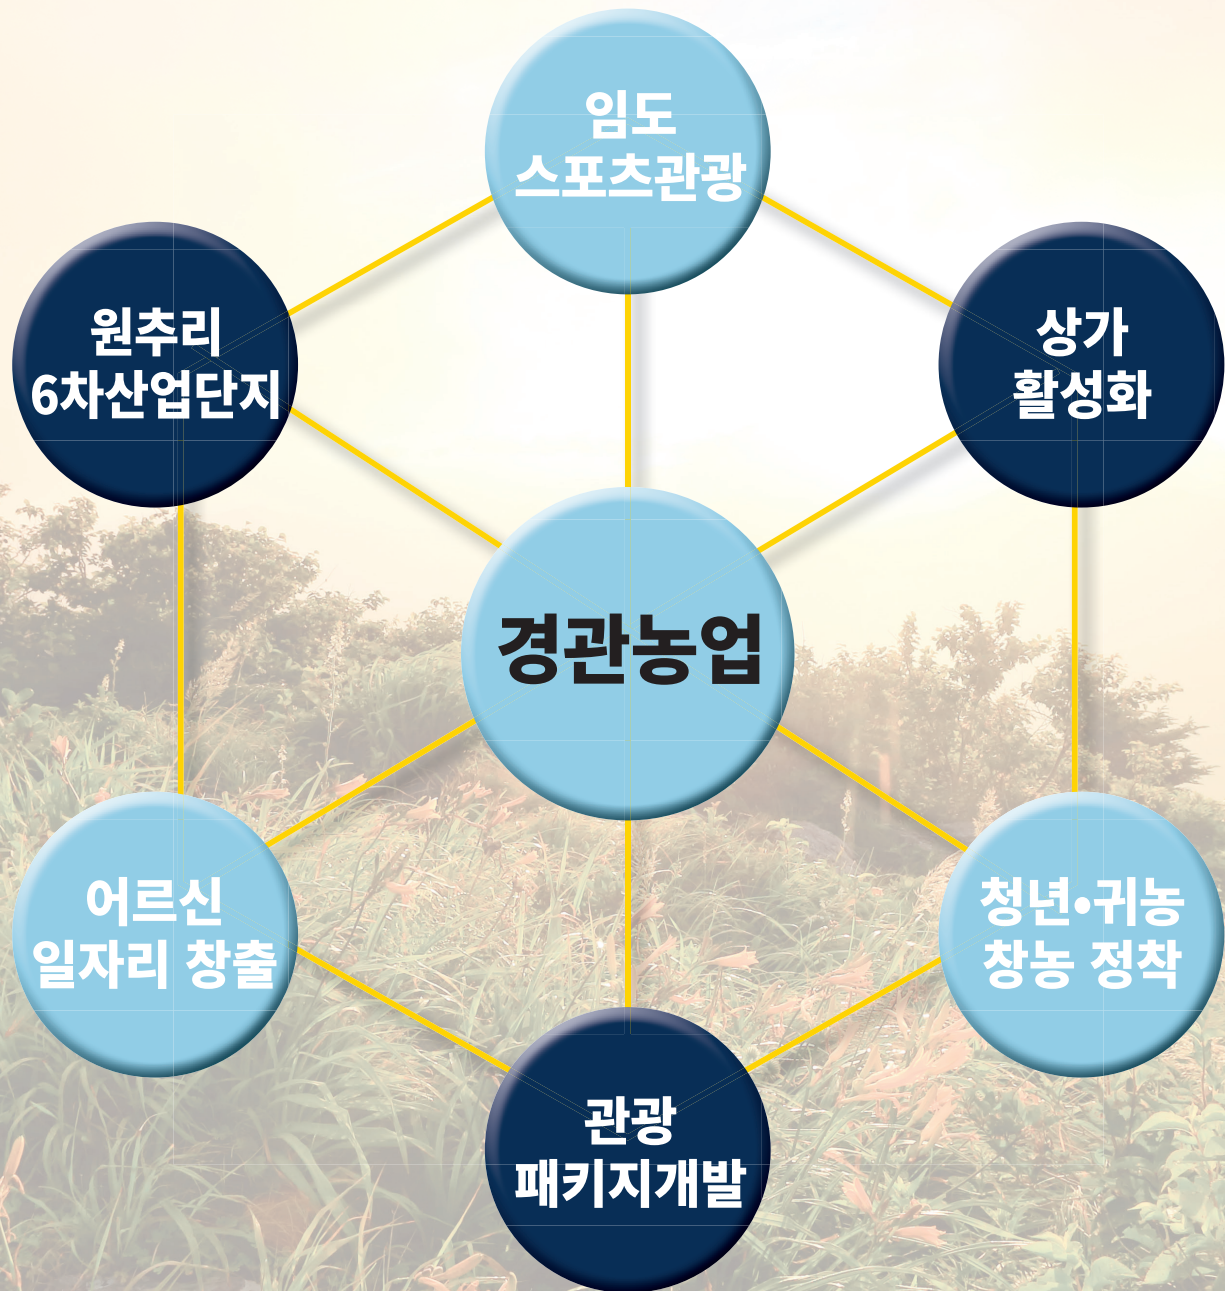 임도
스포츠관광
원추리
6차산업단지
상가
활성화
경관농업
어르신
일자리 창출
청년•귀농
창농 정착
관광
패키지개발